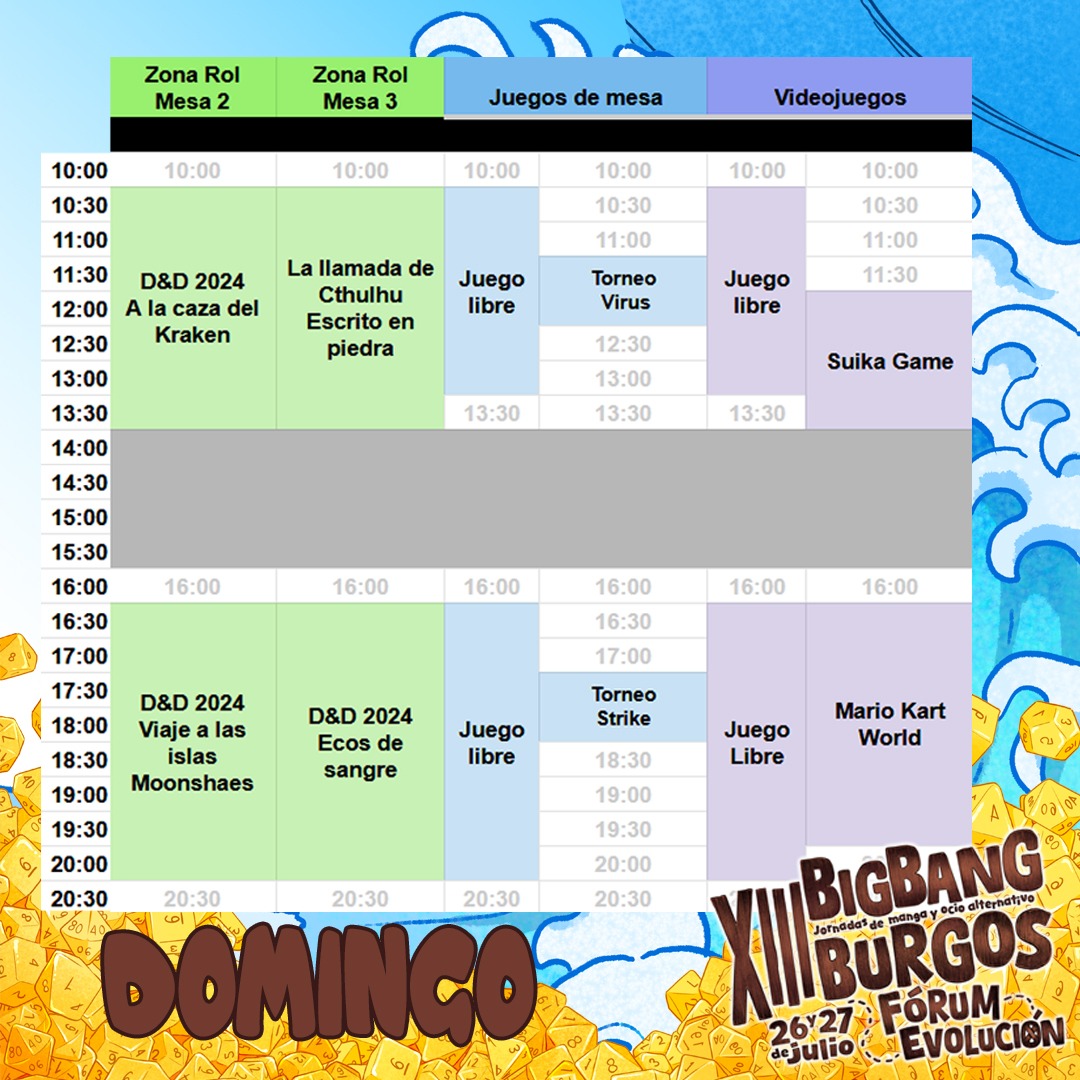 Zona Rol
Mesa 2
Zona Rol
Mesa 3
Juegos de mesa
Videojuegos
10:00 10:00 10:00 10:00 10:00 10:00 10:00
10:30 10:30 10:30
11:00 11:00 11:00
11:30 11:30
12:00
12:30 12:30
13:00 13:00
13:30 13:30 13:30 13:30
D&D 2024
A la caza del
Kraken
La llamada de
Cthulhu
Escrito en
piedra
Juego
libre
Torneo
Virus
Juego
libre
Suika Game
14:00
14:30
15:00
15:30
16:00 16:00 16:00 16:00 16:00 16:00 16:00
16:30 16:30
17:00 17:00
17:30
18:00
18:30 18:30
19:00 19:00
19:30 19:30
20:00 20:00
20:30 20:30 20:30 20:30 20:30
D&D 2024
Viaje a las
islas
Moonshaes
D&D 2024
Ecos de
sangre
Juego
libre
Torneo
Strike
Juego
Libre
Mario Kart
World
DOMINGO
XIII BIGBANG
Jornadas de manga y ocio alternativo
BURGOS
26 Y 27
de julio
FÓRUM
EVOLUCIÓN